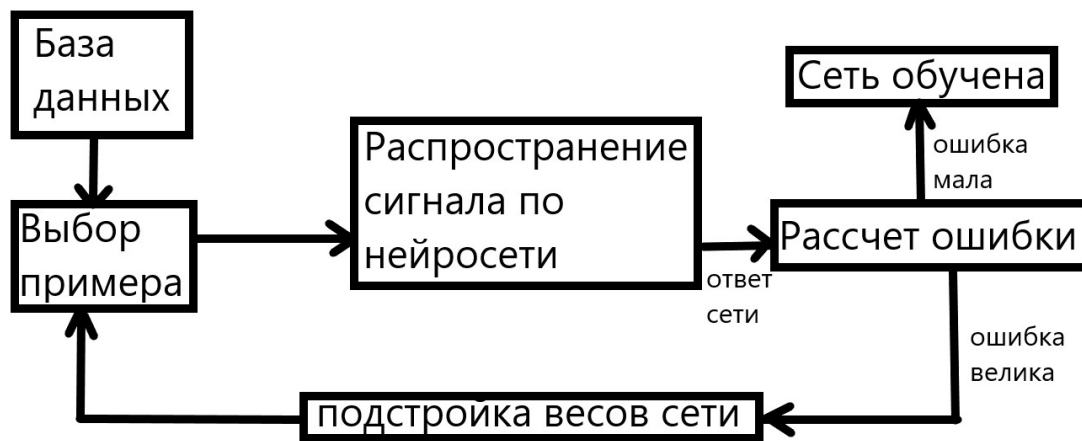 База
данных
Выбор
примера
Распространение
сигнала по
нейросети
ответ
сети
Рассчет ошибки
ошибка
мала
Сеть обучена
ошибка
велика
подстройка весов сети